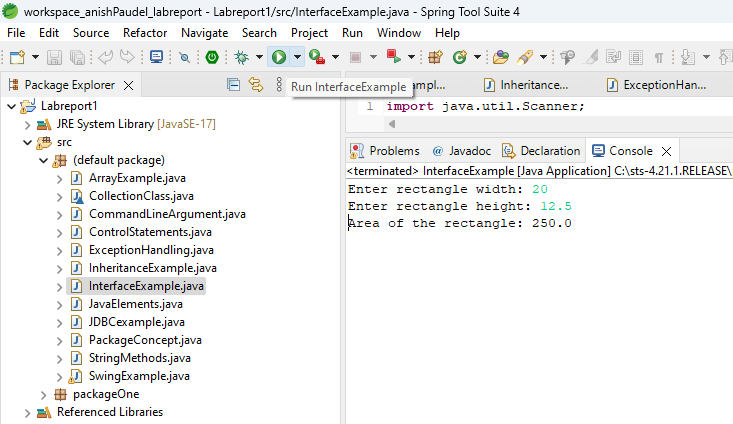 workspace_anishPaudel_labreport - Labreport1/src/InterfaceExample.java - Spring Tool Suite 4
File Edit Source Refactor Navigate Search Project Run Window Help
Package Explorer
Run InterfaceExample
Labreport1
JRE System Library [JavaSE-17]
src
(default package)
ArrayExample.java
CollectionClass.java
CommandLineArgument.java
ControlStatements.java
ExceptionHandling.java
InheritanceExample.java
InterfaceExample.java
JavaElements.java
JDBCexample.java
PackageConcept.java
StringMethods.java
SwingExample.java
packageOne
Referenced Libraries
ampl... Inheritance... ExceptionHan...
1 import java.util.Scanner;
Problems Javadoc Declaration Console
<terminated> InterfaceExample [Java Application] C:\sts-4.21.1.RELEASE\
Enter rectangle width: 20
Enter rectangle height: 12.5
Area of the rectangle: 250.0